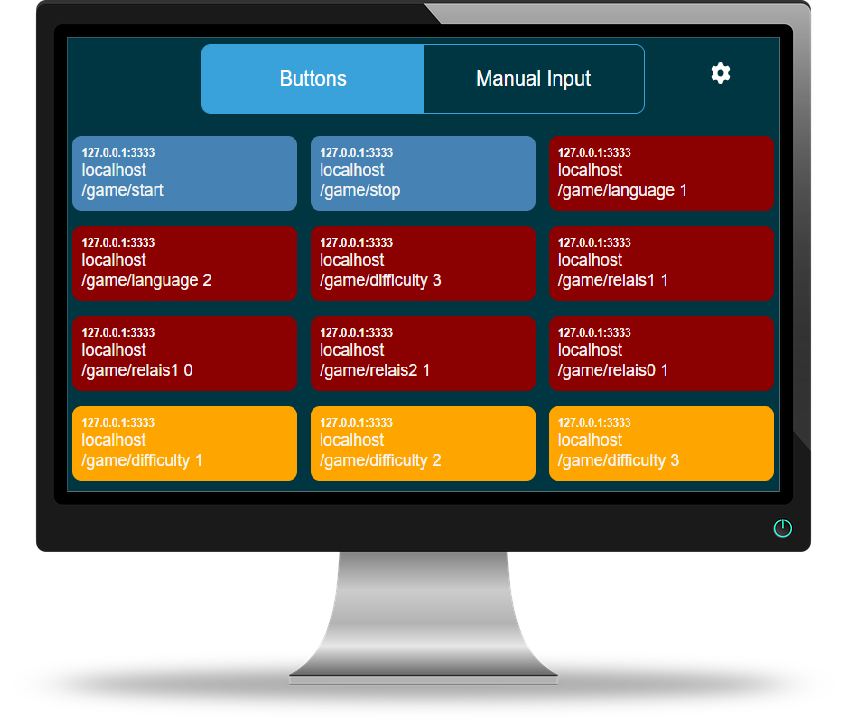 Buttons
Manual Input
127.0.0.1:3333
localhost
/game/start
127.0.0.1:3333
localhost
/game/stop
127.0.0.1:3333
localhost
/game/language 1
127.0.0.1:3333
localhost
/game/language 2
127.0.0.1:3333
localhost
/game/difficulty 3
127.0.0.1:3333
localhost
/game/relais1 1
127.0.0.1:3333
localhost
/game/relais1 0
127.0.0.1:3333
localhost
/game/relais2 1
127.0.0.1:3333
localhost
/game/relais0 1
127.0.0.1:3333
localhost
/game/difficulty 1
127.0.0.1:3333
localhost
/game/difficulty 2
127.0.0.1:3333
localhost
/game/difficulty 3